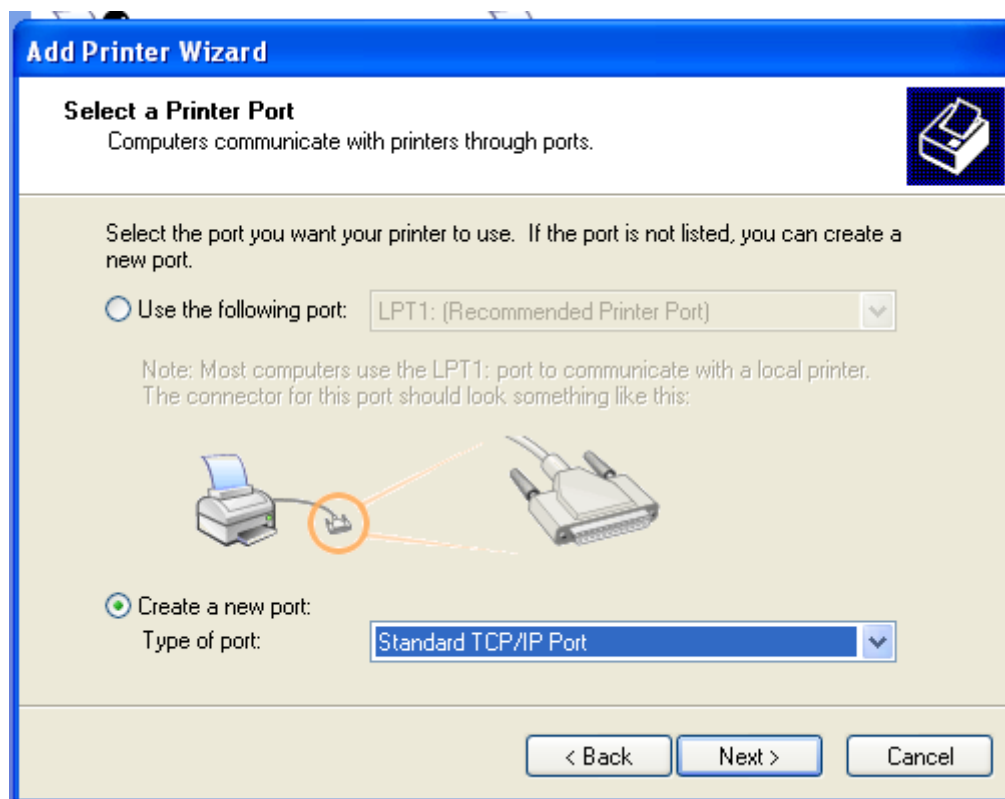 Add Printer Wizard
Select a Printer Port
Computers communicate with printers through ports.
Select the port you want your printer to use. If the port is not listed, you can create a
new port.
Use the following port: LPT1: (Recommended Printer Port)
Note: Most computers use the LPT1: port to communicate with a local printer.
The connector for this port should look something like this:
Create a new port:
Type of port: Standard TCP/IP Port
< Back Next > Cancel